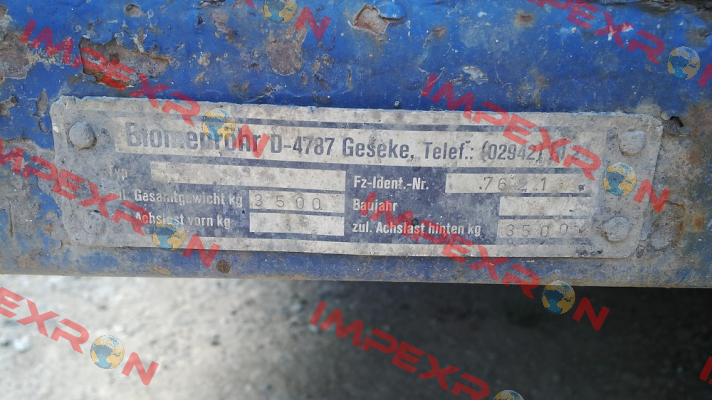 Blomenröhr D-4787 Geseke, Telef.: (02942)
Fz-Ident.-Nr.
Gesamtgewicht kg 3500 Baujahr
Achslast vorn kg zul. Achslast hinten kg 3500
IMPEXRON